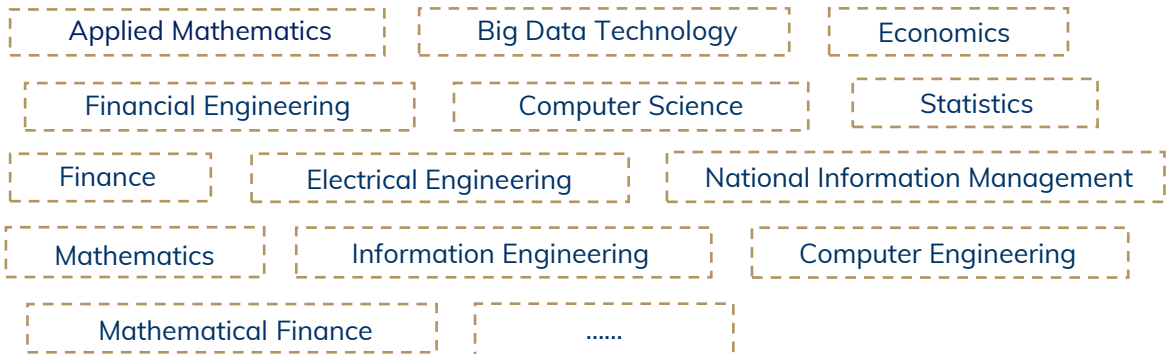 Applied Mathematics
Big Data Technology
Economics
Financial Engineering
Computer Science
Statistics
Finance
Electrical Engineering
National Information Management
Mathematics
Information Engineering
Computer Engineering
Mathematical Finance
......